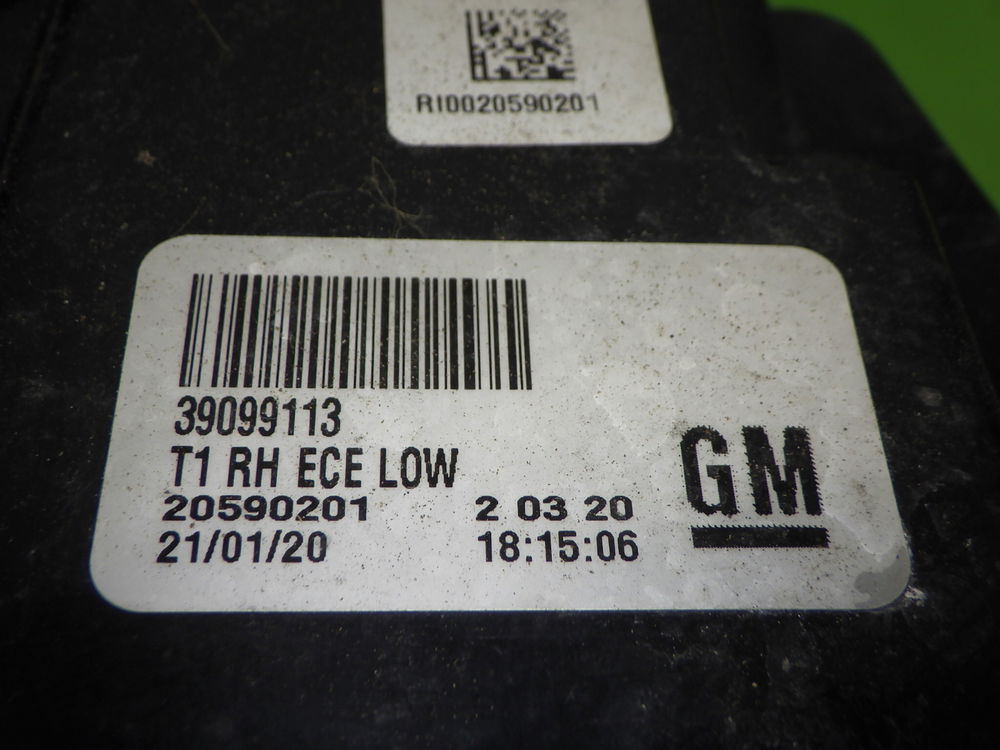 RI0020590201
39099113
T1 RH ECE LOW
20590201 2 03 20
21/01/20 18:15:06
GM